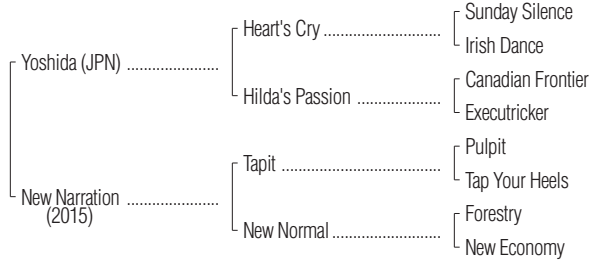 Sunday Silence
Heart's Cry
Irish Dance
Yoshida (JPN)
Canadian Frontier
Hilda's Passion
Executricker
Pulpit
Tapit
Tap Your Heels
New Narration
(2015)
Forestry
New Normal
New Economy